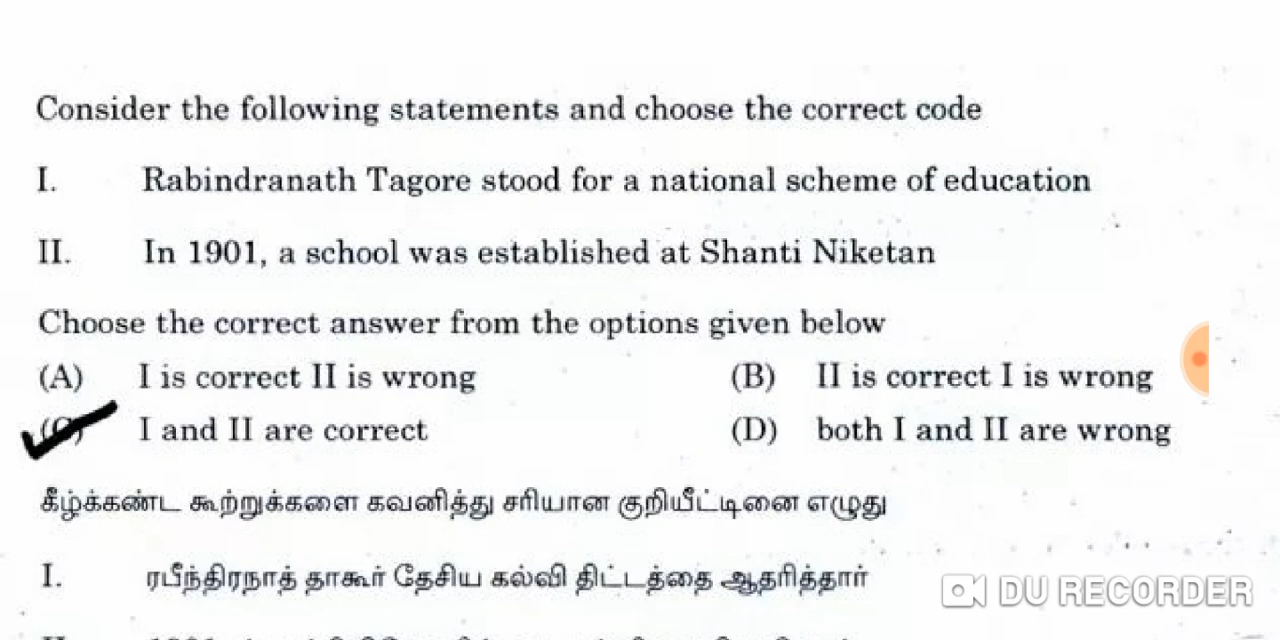 Consider the following statements and choose the correct code
I. Rabindranath Tagore stood for a national scheme of education
II. In 1901, a school was established at Shanti Niketan
Choose the correct answer from the options given below
(A) I is correct II is wrong (B) II is correct I is wrong
(C) I and II are correct (D) both I and II are wrong
கீழ்க்கண்ட கூற்றுக்களை கவனித்து சரியான குறியீட்டினை எழுது
I. ரபீந்திரநாத் தாகூர் தேசிய கல்வி திட்டத்தை ஆதரித்தார்
DU RECORDER